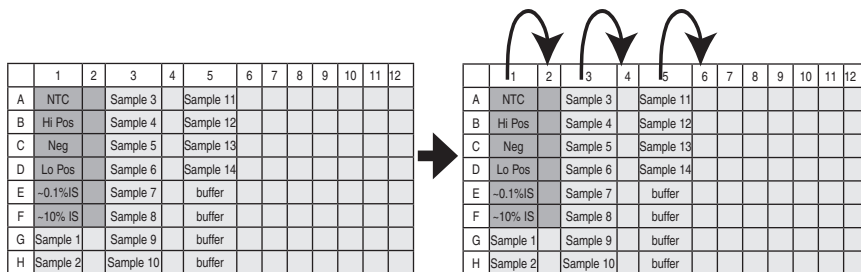 1 2 3 4 5 6 7 8 9 10 11 12
A NTC Sample 3 Sample 11
B Hi Pos Sample 4 Sample 12
C Neg Sample 5 Sample 13
D Lo Pos Sample 6 Sample 14
E ~0.1%IS Sample 7 buffer
F ~10% IS Sample 8 buffer
G Sample 1 Sample 9 buffer
H Sample 2 Sample 10 buffer
1 2 3 4 5 6 7 8 9 10 11 12
A NTC Sample 3 Sample 11
B Hi Pos Sample 4 Sample 12
C Neg Sample 5 Sample 13
D Lo Pos Sample 6 Sample 14
E ~0.1%IS Sample 7 buffer
F ~10% IS Sample 8 buffer
G Sample 1 Sample 9 buffer
H Sample 2 Sample 10 buffer